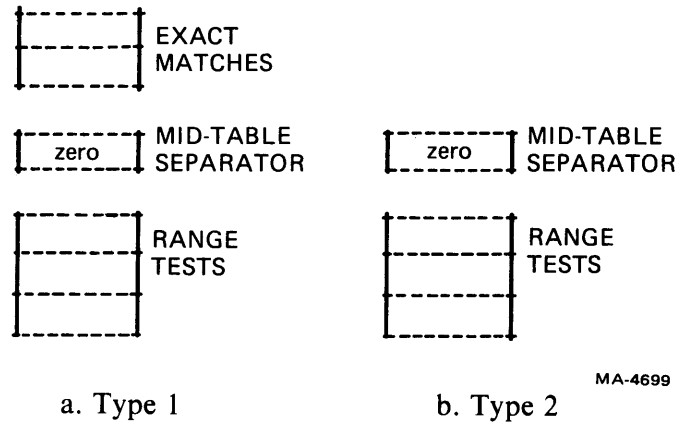 EXACT
MATCHES
zero
MID-TABLE
SEPARATOR
RANGE
TESTS
a. Type 1
zero
MID-TABLE
SEPARATOR
RANGE
TESTS
MA-4699
b. Type 2